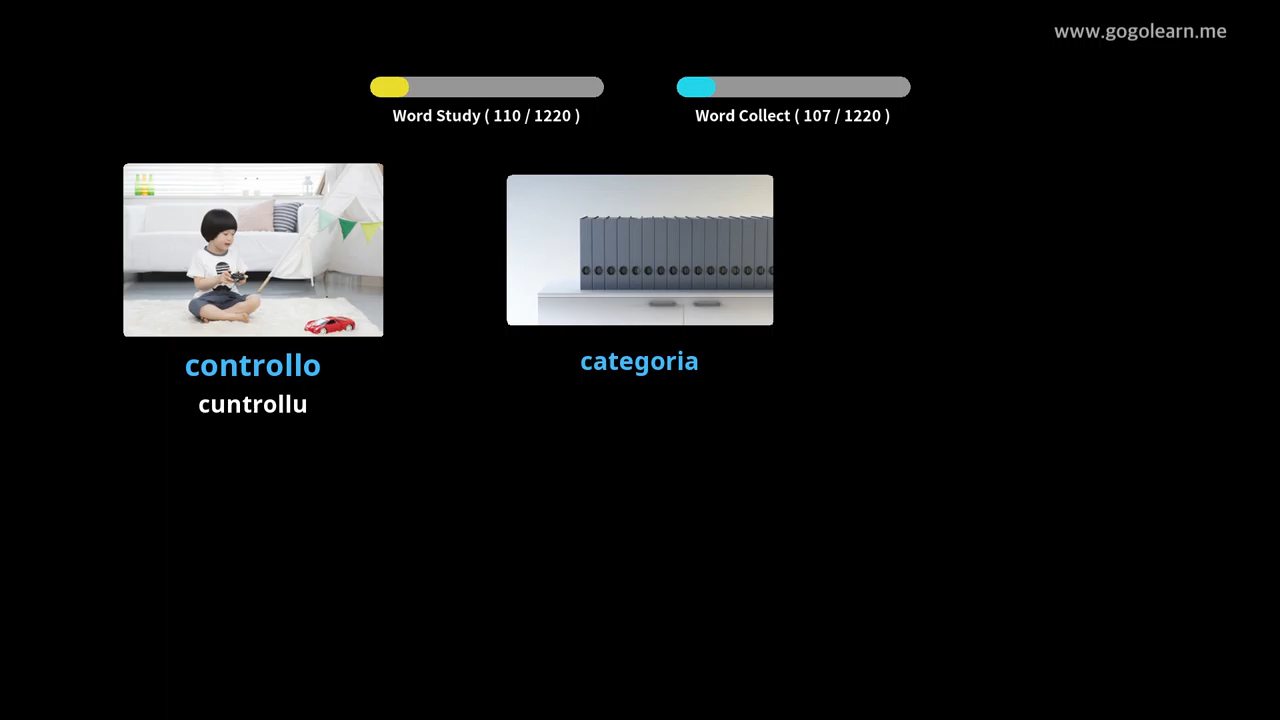 www.gogolearn.me
Word Study ( 110 / 1220 )
Word Collect ( 107 / 1220 )
controllo
cuntrollu
categoria